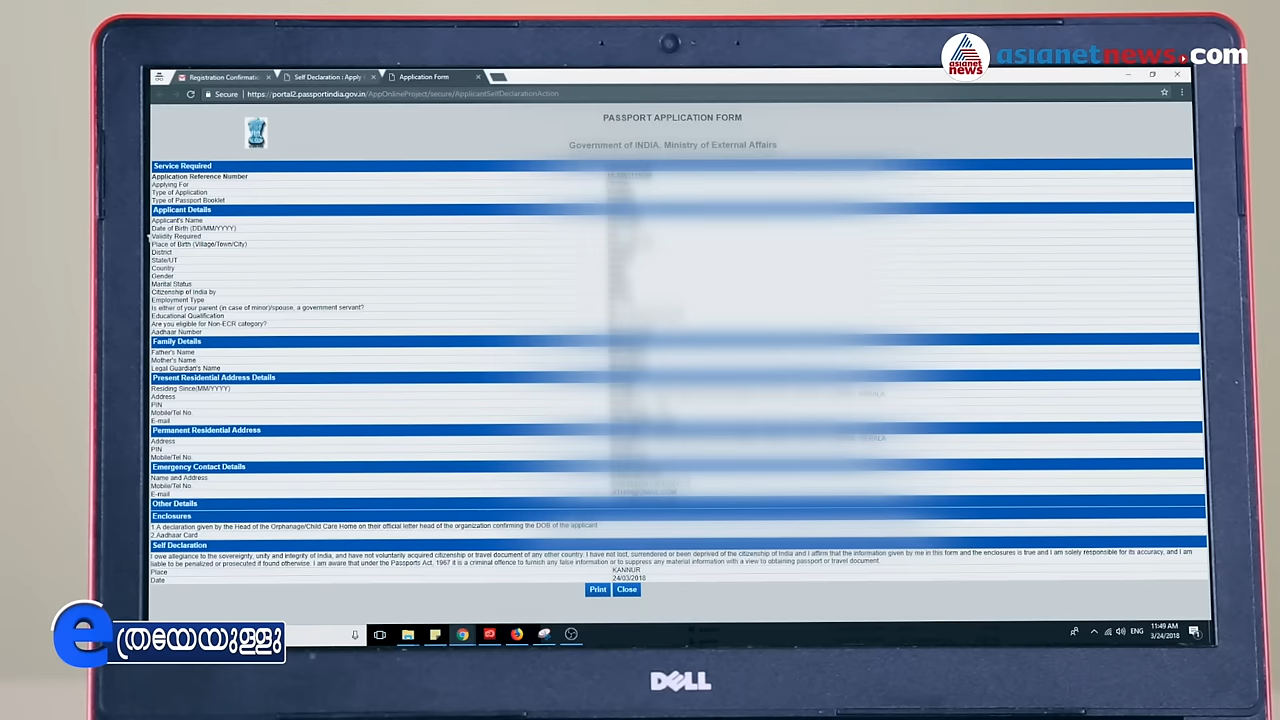 asianet news
asianetnews.com
Registration Confirmatio
Self Declaration : Apply
Application Form
Secure
https://portal2.passportindia.gov.in/AppOnlineProject/secure/ApplicantSelfDeclarationAction
PASSPORT APPLICATION FORM
Government of INDIA, Ministry of External Affairs
Service Required
Application Reference Number
Applying For
Type of Application
Type of Passport Booklet
Applicant Details
Applicant's Name
Date of Birth (DD/MM/YYYY)
Validity Required
Place of Birth (Village/Town/City)
District
State/UT
Country
Gender
Marital Status
Citizenship of India by
Employment Type
Is either of your parent (in case of minor)/spouse, a government servant?
Educational Qualification
Are you eligible for Non-ECR category?
Aadhaar Number
Family Details
Father's Name
Mother's Name
Legal Guardian's Name
Present Residential Address Details
Residing Since(MM/YYYY)
Address
PIN
Mobile/Tel No.
E-mail
Permanent Residential Address
Address
PIN
Mobile/Tel No.
Emergency Contact Details
Name and Address
Mobile/Tel No.
E-mail
Other Details
Enclosures
1.A declaration given by the Head of the Orphanage/Child Care Home on their official letter head of the organization confirming the DOB of the applicant
2.Aadhaar Card
Self Declaration
I owe allegiance to the sovereignty, unity and integrity of India, and have not voluntarily acquired citizenship or travel document of any other country. I have not lost, surrendered or been deprived of the citizenship of India and I affirm that the information given by me in this form and the enclosures is true and I am solely responsible for its accuracy, and I am
liable to be penalized or prosecuted if found otherwise. I am aware that under the Passports Act, 1967 it is a criminal offence to furnish any false information or to suppress any material information with a view to obtaining passport or travel document.
Place KANNUR
Date 24/03/2018
Print Close
eത്രയേയുള്ളു
ENG
11:49 AM
3/24/2018
DELL